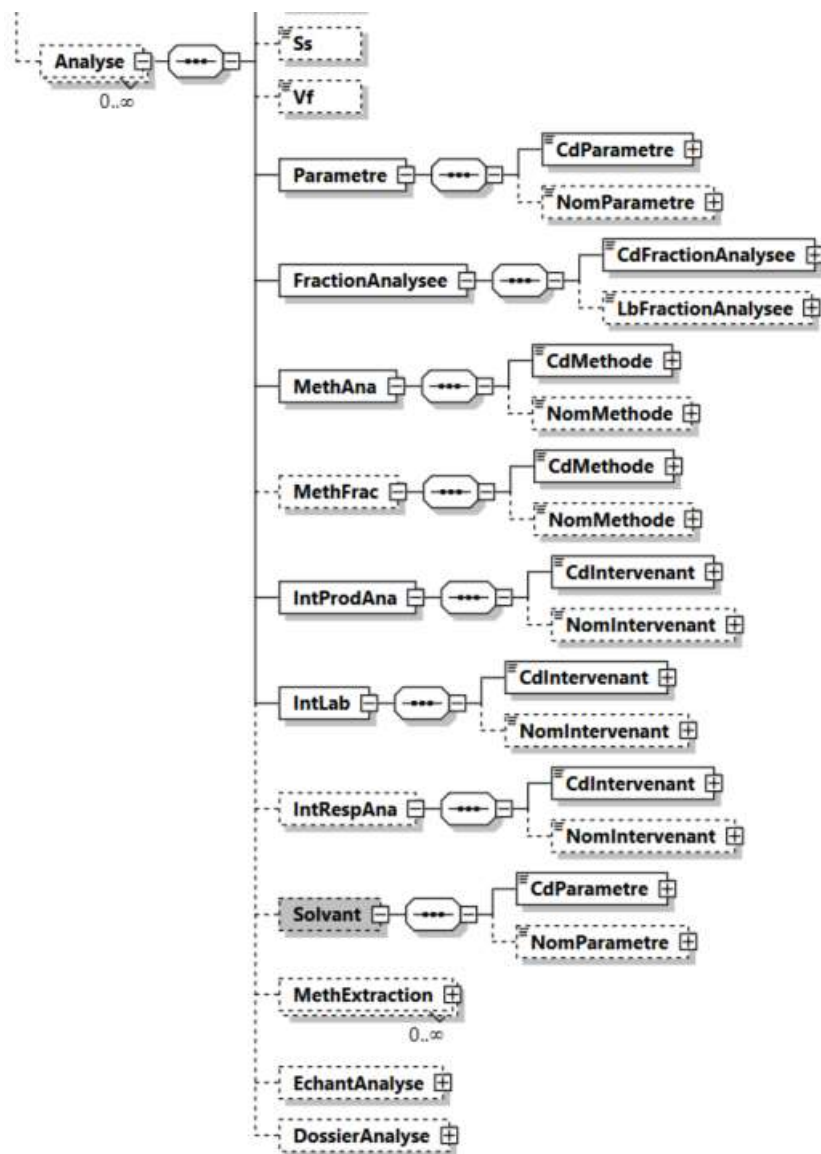 Ss
Analyse
0..∞
Vf
CdParametre
Parametre
NomParametre
CdFractionAnalysee
FractionAnalysee
LbFractionAnalysee
CdMethode
MethAna
NomMethode
CdMethode
MethFrac
NomMethode
CdIntervenant
IntProdAna
NomIntervenant
CdIntervenant
IntLab
NomIntervenant
CdIntervenant
IntRespAna
NomIntervenant
CdParametre
Solvant
NomParametre
MethExtraction
0..∞
EchantAnalyse
DossierAnalyse